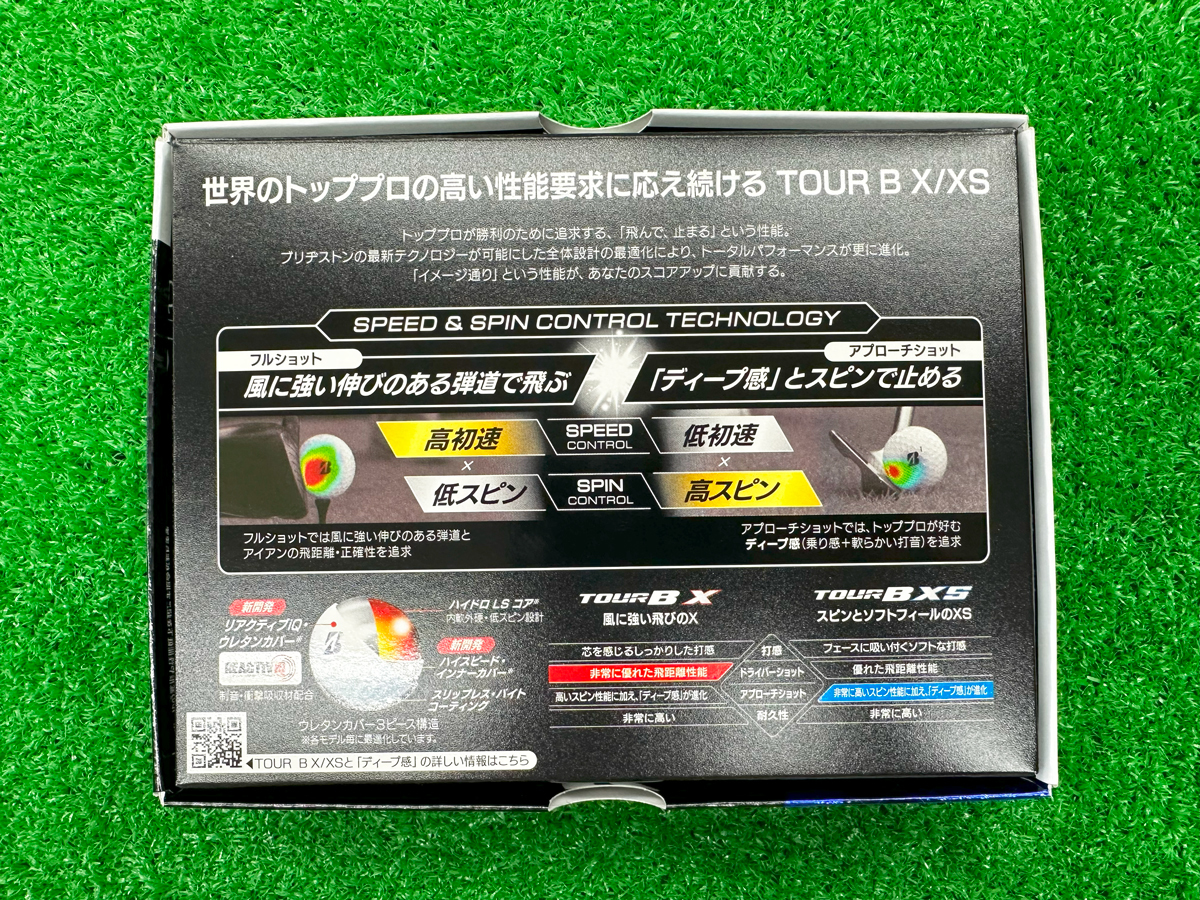 世界のトッププロの高い性能要求に応え続ける TOUR B X/XS
トッププロが勝利のために追求する、「飛んで、止まる」という性能。
ブリヂストンの最新テクノロジーが可能にした全体設計の最適化により、トータルパフォーマンスが更に進化。
「イメージ通り」という性能が、あなたのスコアアップに貢献する。
SPEED & SPIN CONTROL TECHNOLOGY
フルショット
風に強い伸びのある弾道で飛ぶ
アプローチショット
「ディープ感」とスピンで止める
高初速
SPEED
CONTROL
低初速
×
×
低スピン
SPIN
CONTROL
高スピン
B
B
フルショットでは風に強い伸びのある弾道と
アイアンの飛距離・正確性を追求
アプローチショットでは、トッププロが好む
ディープ感(乗り感+軟らかい打音)を追求
新開発
リアクティブiQ・
ウレタンカバー※
REACTIV iQ
制音・衝撃吸収材配合
B
ハイドロ LS コア※
内軟外硬・低スピン設計
新開発
ハイスピード・
インナーカバー※
スリップレス・バイト
コーティング
ウレタンカバー3ピース構造
※各モデル毎に最適化しています。
◀TOUR B X/XSと「ディープ感」の詳しい情報はこちら
TOUR B X
風に強い飛びのX
TOUR B XS
スピンとソフトフィールのXS
芯を感じるしっかりした打感
打感
フェースに吸い付くソフトな打感
非常に優れた飛距離性能
ドライバーショット
優れた飛距離性能
高いスピン性能に加え、「ディープ感」が進化
アプローチショット
非常に高いスピン性能に加え、「ディープ感」が進化
非常に高い
耐久性
非常に高い